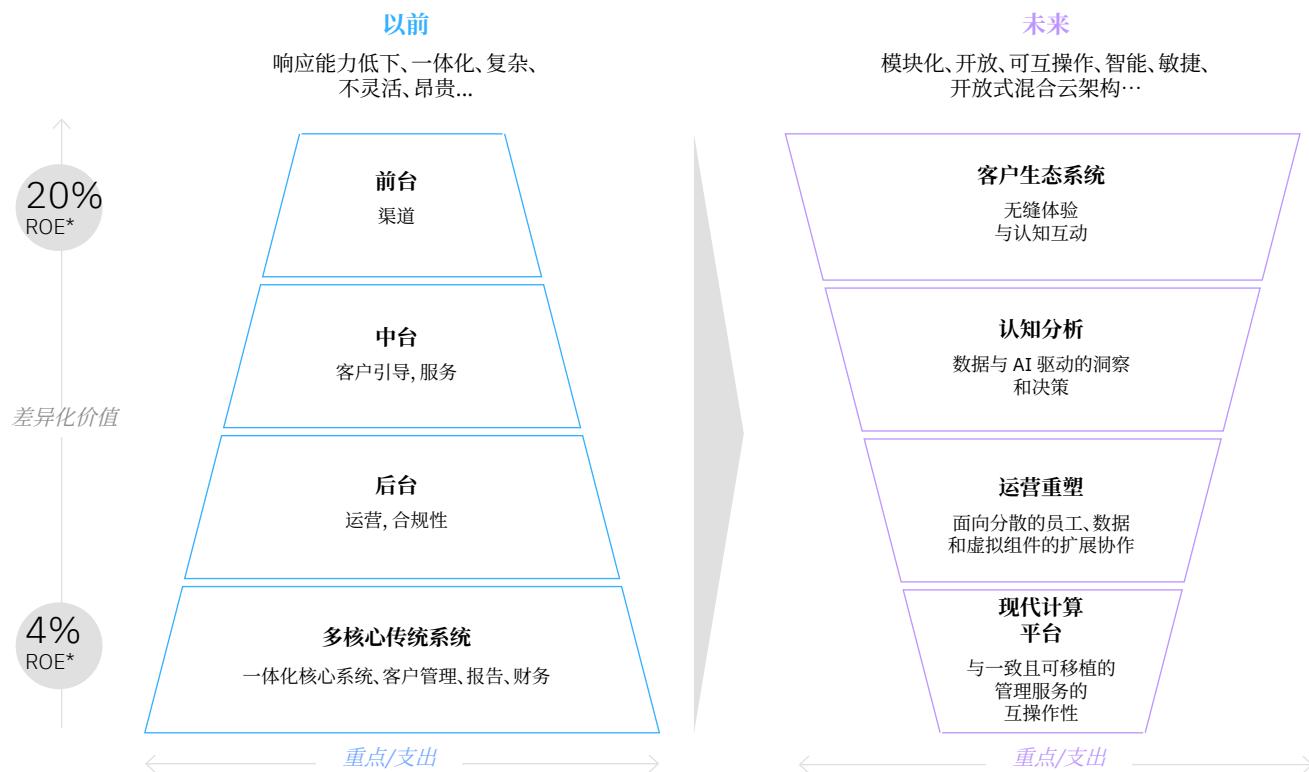 以前
响应能力低下、一体化、复杂、
不灵活、昂贵...
未来
模块化、开放、可互操作、智能、敏捷、
开放式混合云架构…
20%
ROE*
差异化价值
4%
ROE*
前台
渠道
中台
客户引导, 服务
后台
运营, 合规性
多核心传统系统
一体化核心系统、客户管理、报告、财务
重点/支出
客户生态系统
无缝体验
与认知互动
认知分析
数据与 AI 驱动的洞察
和决策
运营重塑
面向分散的员工、数据
和虚拟组件的扩展协作
现代计算
平台
与一致且可移植的
管理服务的
互操作性
重点/支出